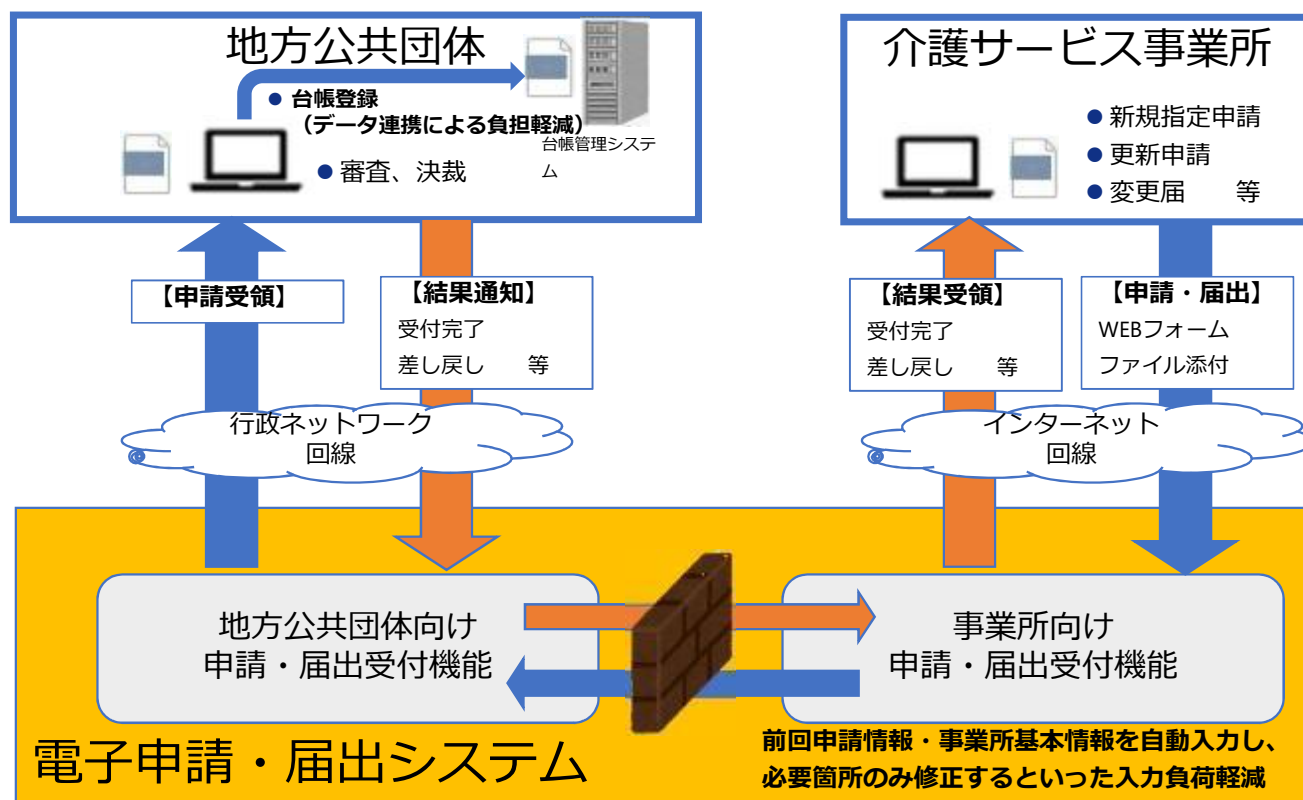 地方公共団体
● 台帳登録
（データ連携による負担軽減）
台帳管理システ
ム
● 審査、決裁
介護サービス事業所
● 新規指定申請
● 更新申請
● 変更届　　等
【申請受領】
【結果通知】
受付完了
差し戻し　　等
【結果受領】
受付完了
差し戻し　　等
【申請・届出】
WEBフォーム
ファイル添付
行政ネットワーク
回線
インターネット
回線
地方公共団体向け
申請・届出受付機能
事業所向け
申請・届出受付機能
電子申請・届出システム
前回申請情報・事業所基本情報を自動入力し、
必要箇所のみ修正するといった入力負荷軽減